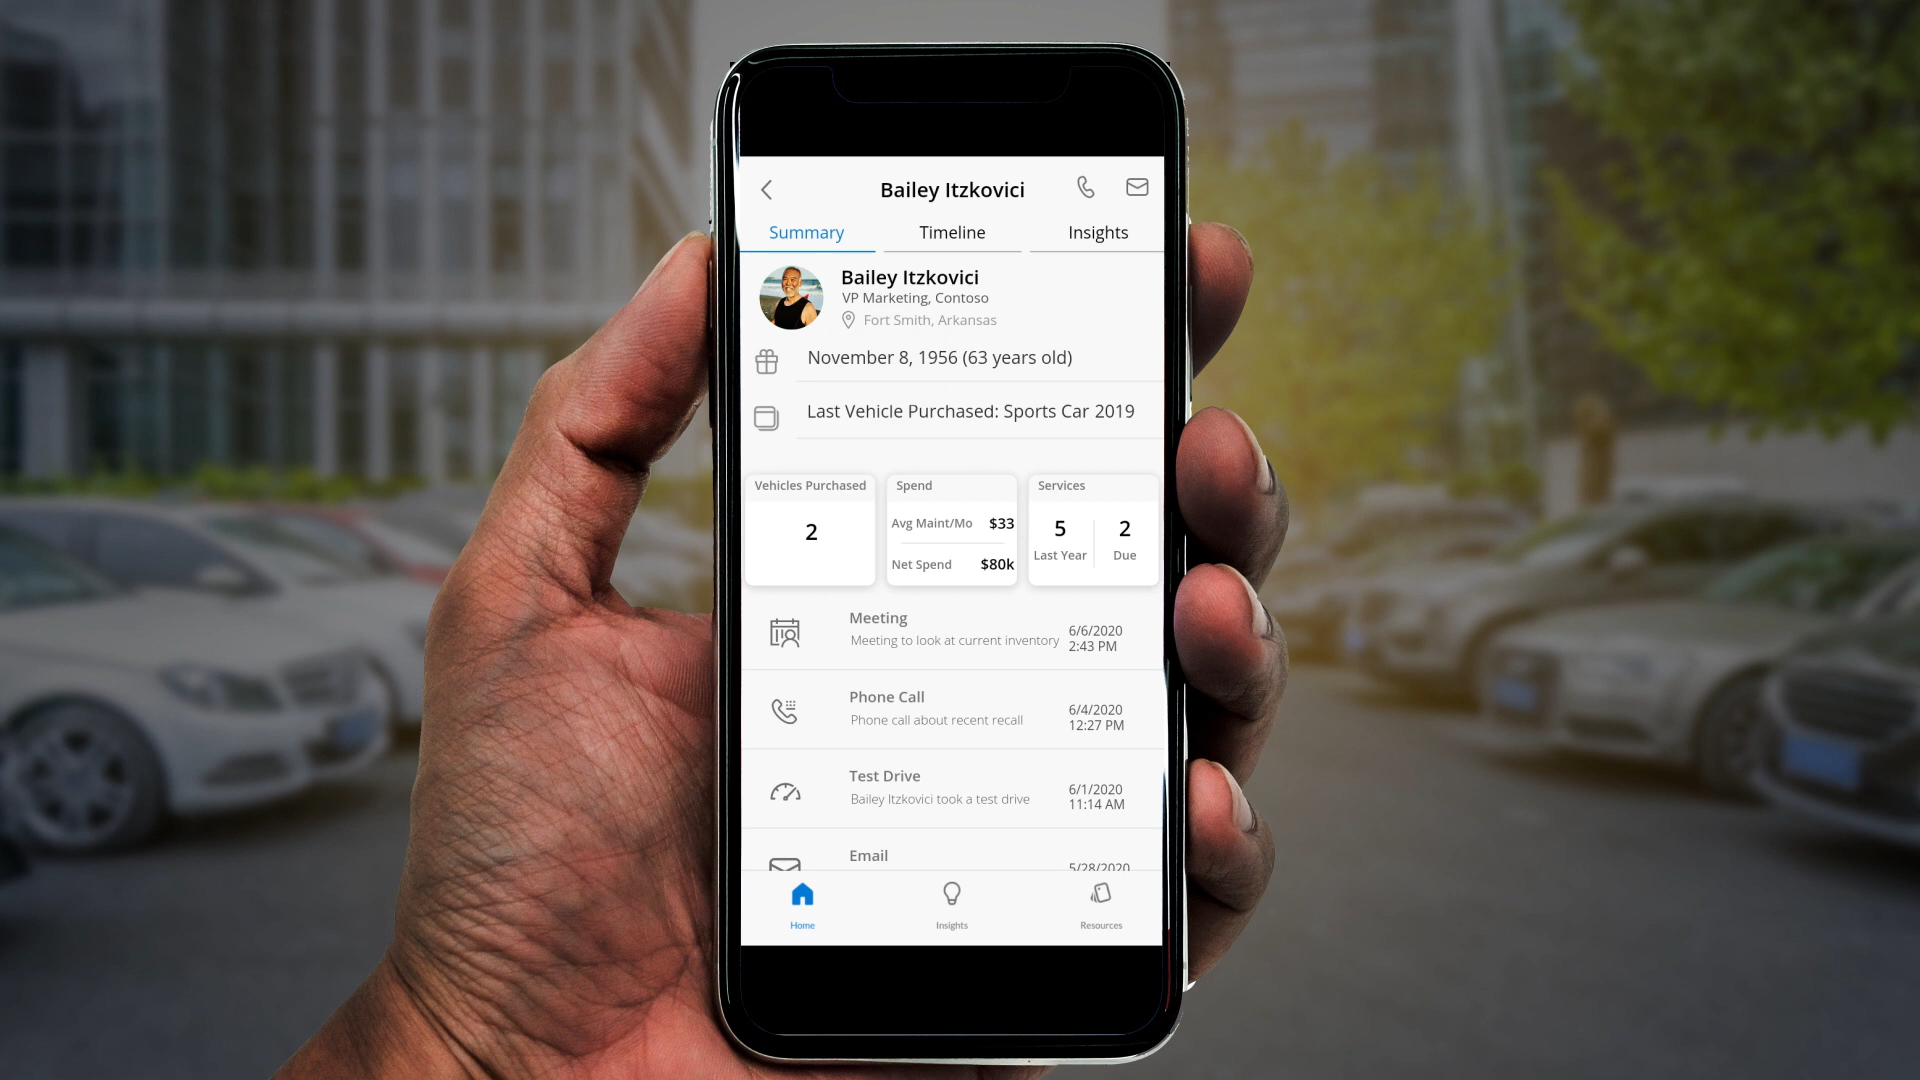 Bailey Itzkovici
Summary Timeline Insights
Bailey Itzkovici
VP Marketing, Contoso
Fort Smith, Arkansas
November 8, 1956 (63 years old)
Last Vehicle Purchased: Sports Car 2019
Vehicles Purchased
2
Spend
Avg Maint/Mo $33
Net Spend $80k
Services
5 2
Last Year Due
Meeting
Meeting to look at current inventory
6/6/2020
2:43 PM
Phone Call
Phone call about recent recall
6/4/2020
12:27 PM
Test Drive
Bailey Itzkovici took a test drive
6/1/2020
11:14 AM
Email
5/28/2020
Home Insights Resources